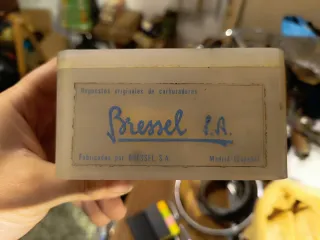 Repuestos originales de carburadores
Bressel S.A.
Fabricados por BRESSEL S.A.
Madrid (España)